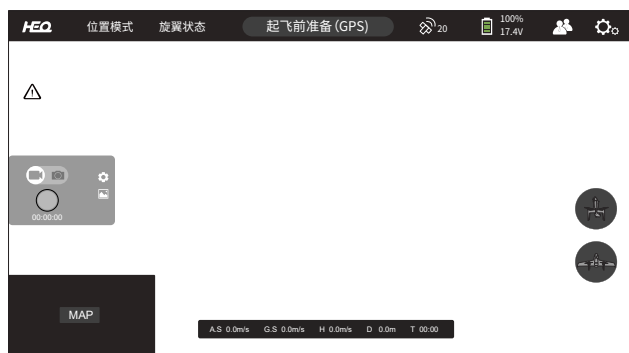 HEQ 位置模式 旋翼状态 起飞前准备(GPS) 20 100%
17.4V
00:00:00
MAP
A.S 0.0m/s G.S 0.0m/s H 0.0m/s D 0.0m T 00:00